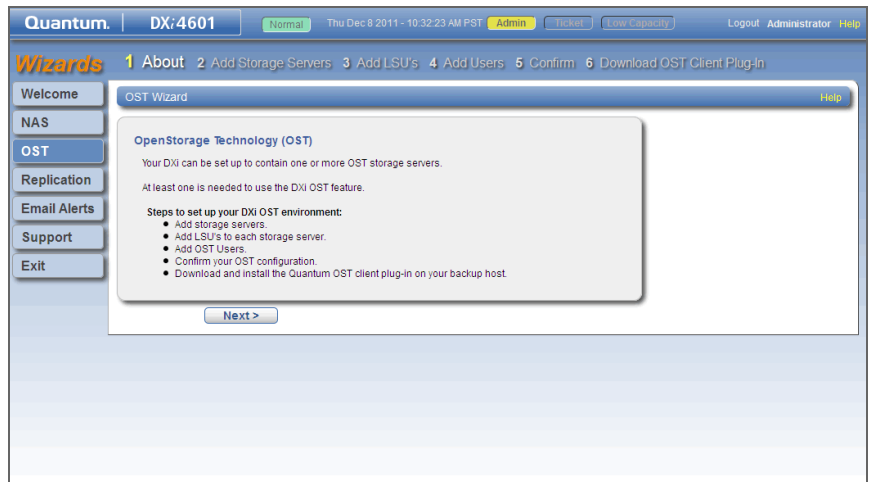 Quantum. DXi4601 Normal Thu Dec 8 2011 - 10:32:23 AM PST Admin Ticket Low Capacity Logout Administrator Help
Wizards 1 About 2 Add Storage Servers 3 Add LSU's 4 Add Users 5 Confirm 6 Download OST Client Plug-In
Welcome
NAS
OST
Replication
Email Alerts
Support
Exit
OST Wizard Help
OpenStorage Technology (OST)
Your DXi can be set up to contain one or more OST storage servers.
At least one is needed to use the DXi OST feature.
Steps to set up your DXi OST environment:
● Add storage servers.
● Add LSU's to each storage server.
● Add OST Users.
● Confirm your OST configuration.
● Download and install the Quantum OST client plug-in on your backup host.
Next >